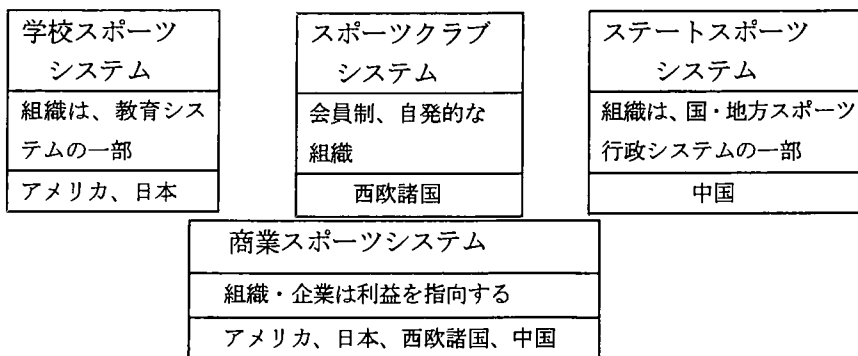 学校スポーツ
システム
組織は、教育シス
テムの一部
アメリカ、日本
スポーツクラブ
システム
会員制、自発的な
組織
西欧諸国
ステートスポーツ
システム
組織は、国・地方スポーツ
行政システムの一部
中国
商業スポーツシステム
組織・企業は利益を指向する
アメリカ、日本、西欧諸国、中国